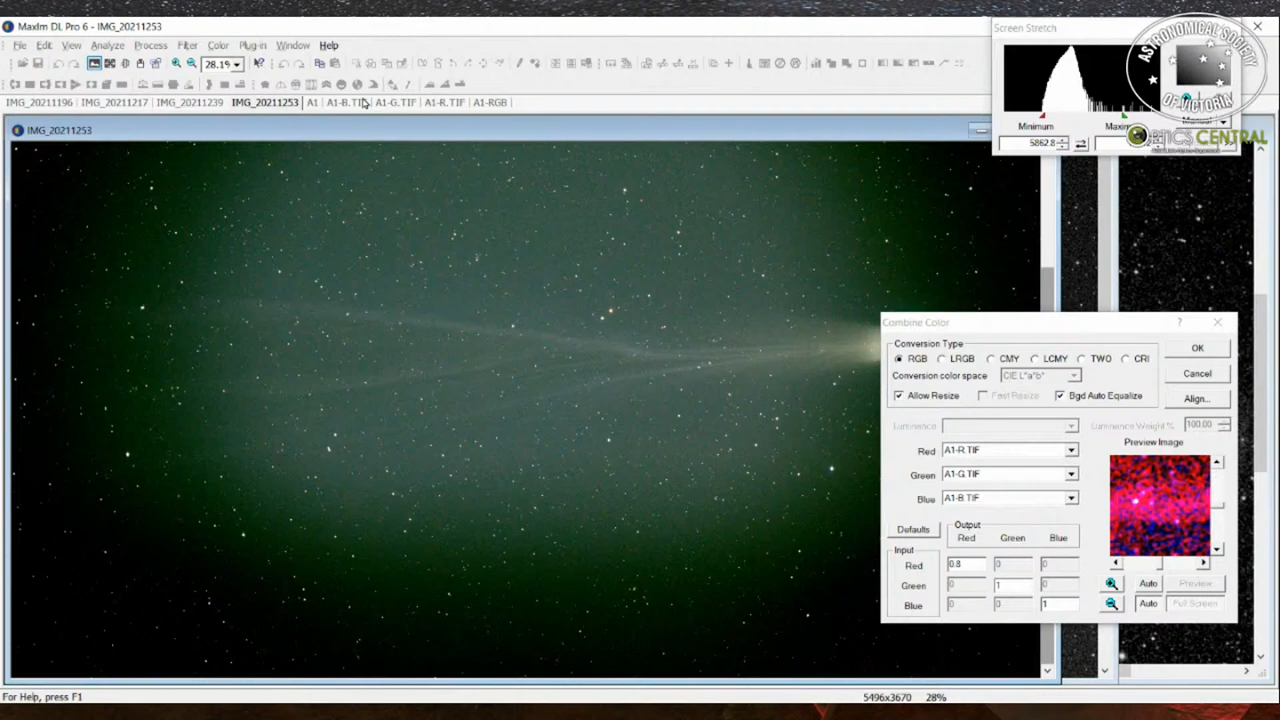 MaxIm DL Pro 6 - IMG_20211253
File Edit View Analyze Process Filter Color Plug-in Window Help
28.1%
IMG_20211196 IMG_20211217 IMG_20211239 IMG_20211253 A1 A1-B.TIF A1-G.TIF A1-R.TIF A1-RGB
IMG_20211253
Screen Stretch
Minimum
5862.8
ASTRONOMICAL SOCIETY
OF VICTORIA
OPTICS CENTRAL
Combine Color
Conversion Type
RGB LRGB CMY LCMY TWO CRI
Conversion color space CIE L*a*b*
Allow Resize Fast Resize Bgd Auto Equalize
OK
Cancel
Align...
Luminance Luminance Weight % 100.00
Preview Image
Red A1-R.TIF
Green A1-G.TIF
Blue A1-B.TIF
Defaults
Output
Red Green Blue
Input
Red 0.8 0 0
Green 0 1 0
Blue 0 0 1
Auto Preview
Auto Full Screen
For Help, press F1
5496x3670 28%